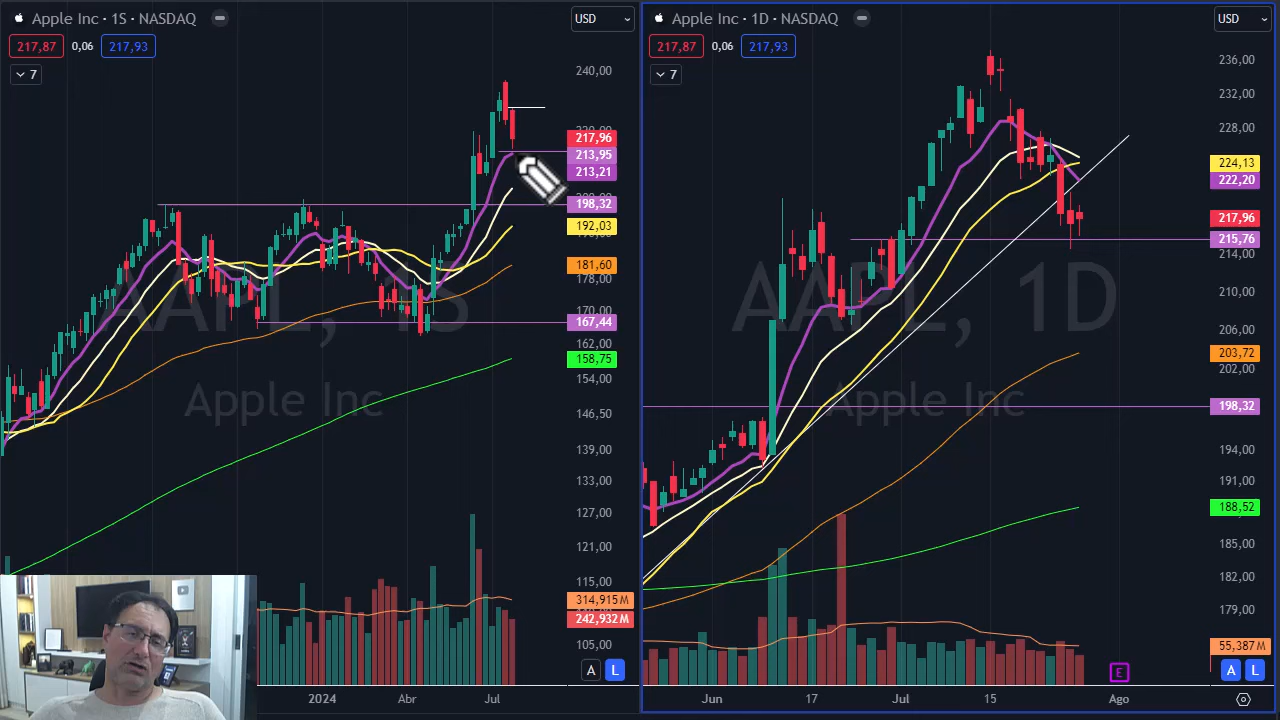 Apple Inc · 1S · NASDAQ
USD
217,87
0,06
217,93
7
240,00
217,96
213,95
213,21
198,32
192,03
181,60
178,00
170,00
167,44
162,00
158,75
154,00
146,50
139,00
133,00
127,00
121,00
115,00
314,915 M
242,932 M
105,00
A
L
AAPL, 1S
Apple Inc
2024
Abr
Jul
Apple Inc · 1D · NASDAQ
USD
217,87
0,06
217,93
7
236,00
232,00
228,00
224,13
222,20
217,96
215,76
214,00
210,00
206,00
203,72
202,00
198,32
194,00
191,00
188,52
185,00
182,00
179,00
55,387 M
A
L
AAPL, 1D
Apple Inc
E
Jun
17
Jul
15
Ago